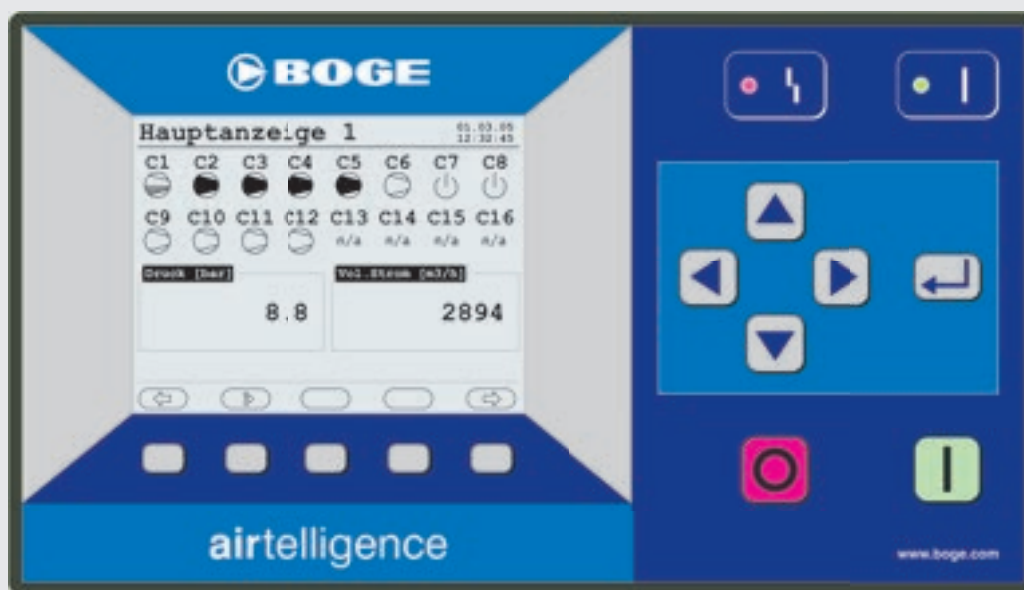 BOGE
Hauptanzeige 1
01.03.05
12:32:45
C1 C2 C3 C4 C5 C6 C7 C8
C9 C10 C11 C12 C13 C14 C15 C16
n/a n/a n/a n/a
Druck [bar]
Vol.Strom [m3/h]
8.8
2894
airtelligence
www.boge.com